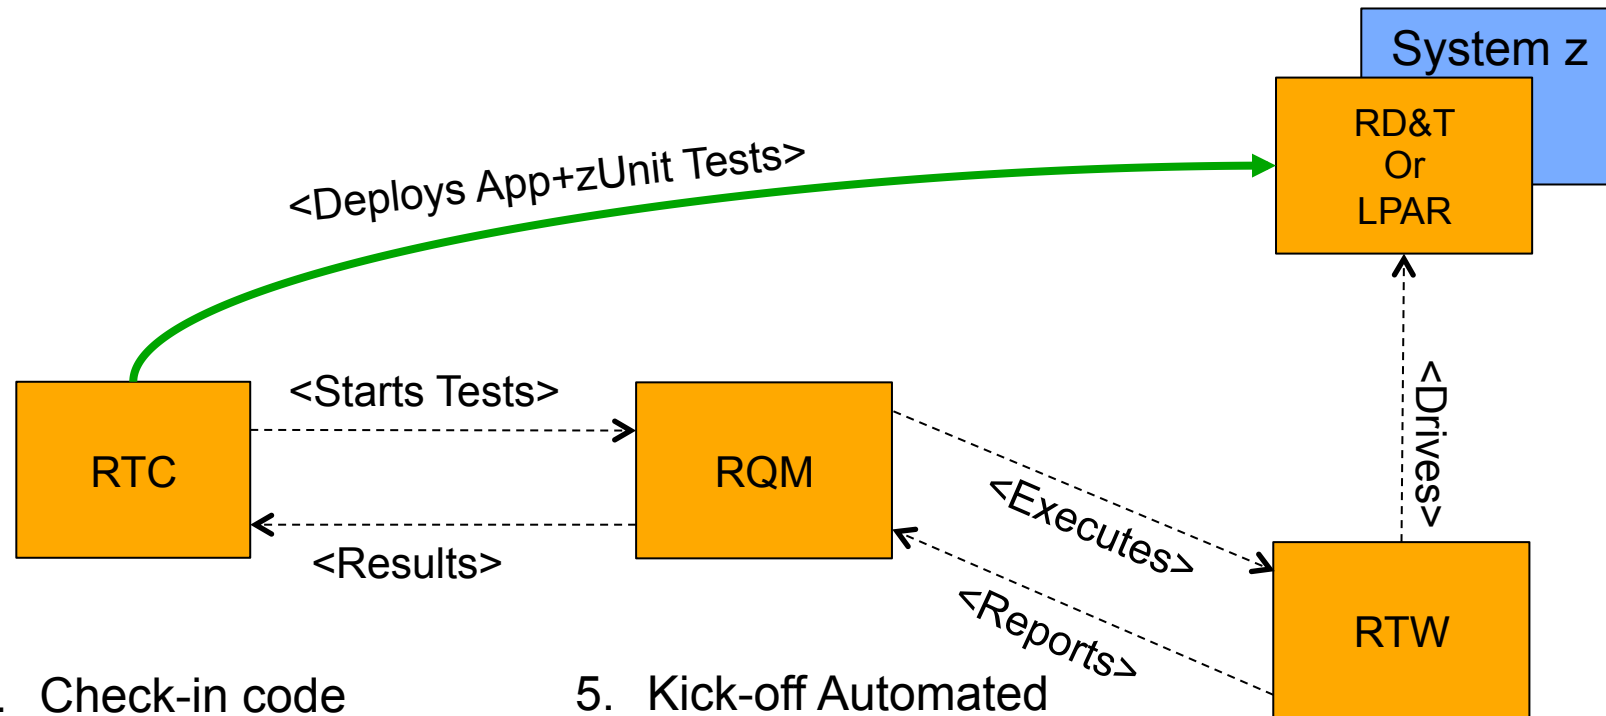 System z
RD&T
Or
LPAR
<Deploys App+zUnit Tests>
<Starts Tests>
<Drives>
RTC
RQM
<Executes>
<Results>
<Reports>
RTW
. Check-in code
5. Kick-off Automated